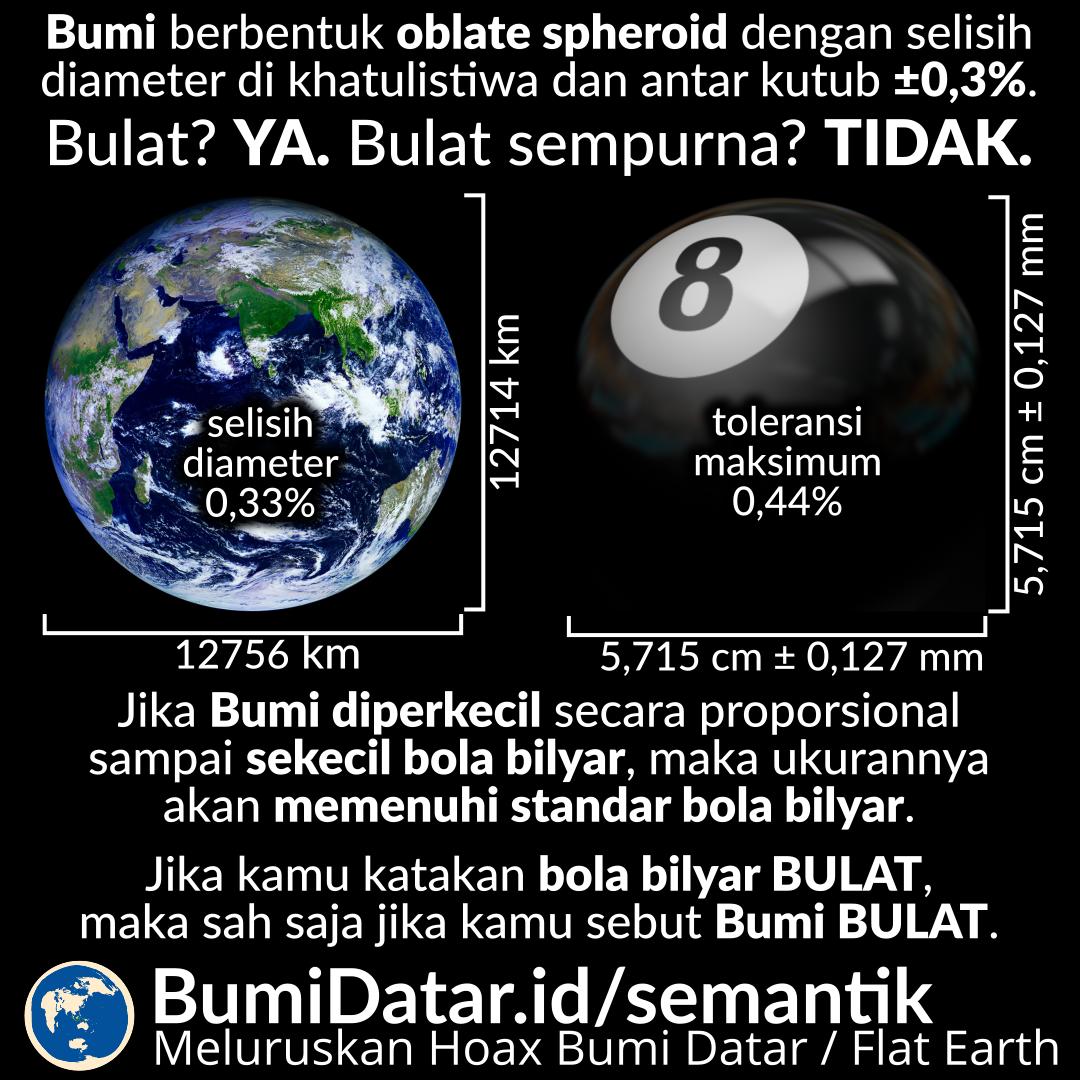 Bumi berbentuk oblate spheroid dengan selisih
diameter di khatulistiwa dan antar kutub ±0,3%.
Bulat? YA. Bulat sempurna? TIDAK.
selisih
diameter
0,33%
12714 km
12756 km
8
toleransi
maksimum
0,44%
5,715 cm ± 0,127 mm
5,715 cm ± 0,127 mm
Jika Bumi diperkecil secara proporsional
sampai sekecil bola bilyar, maka ukurannya
akan memenuhi standar bola bilyar.
Jika kamu katakan bola bilyar BULAT,
maka sah saja jika kamu sebut Bumi BULAT.
BumiDatar.id/semantik
Meluruskan Hoax Bumi Datar / Flat Earth